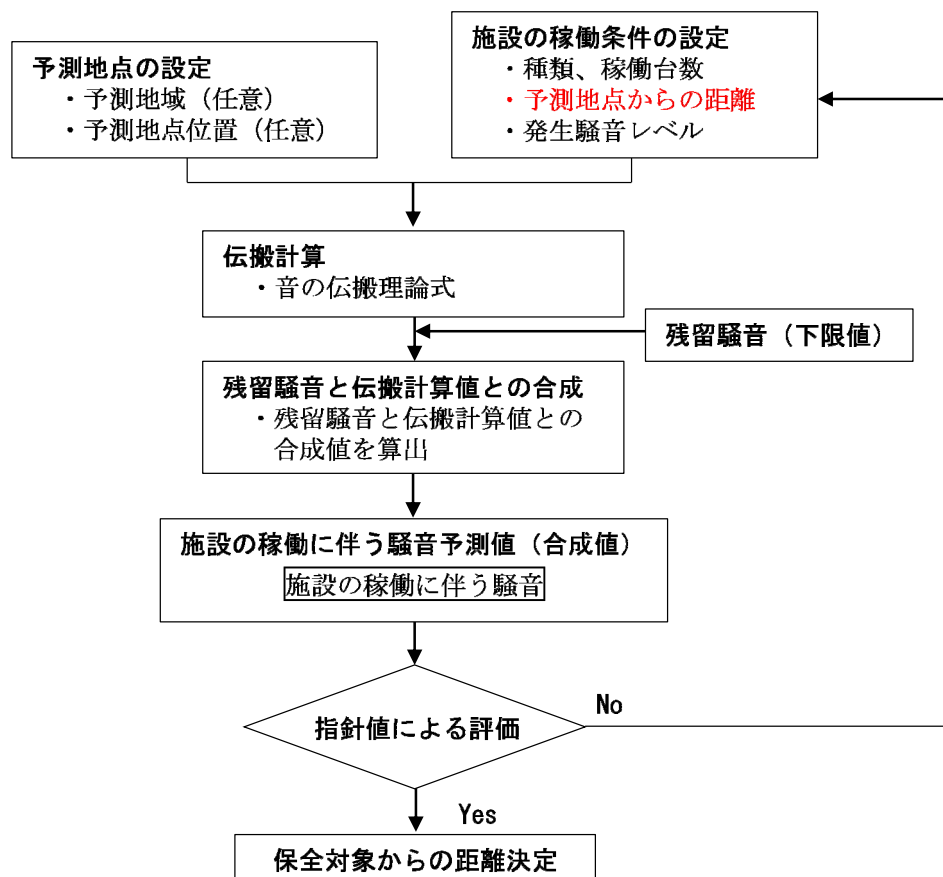 予測地点の設定
・予測地域（任意）
・予測地点位置（任意）
施設の稼働条件の設定
・種類、稼働台数
・予測地点からの距離
・発生騒音レベル
伝搬計算
・音の伝搬理論式
残留騒音（下限値）
残留騒音と伝搬計算値との合成
・残留騒音と伝搬計算値との
合成値を算出
施設の稼働に伴う騒音予測値（合成値）
施設の稼働に伴う騒音
指針値による評価
No
Yes
保全対象からの距離決定